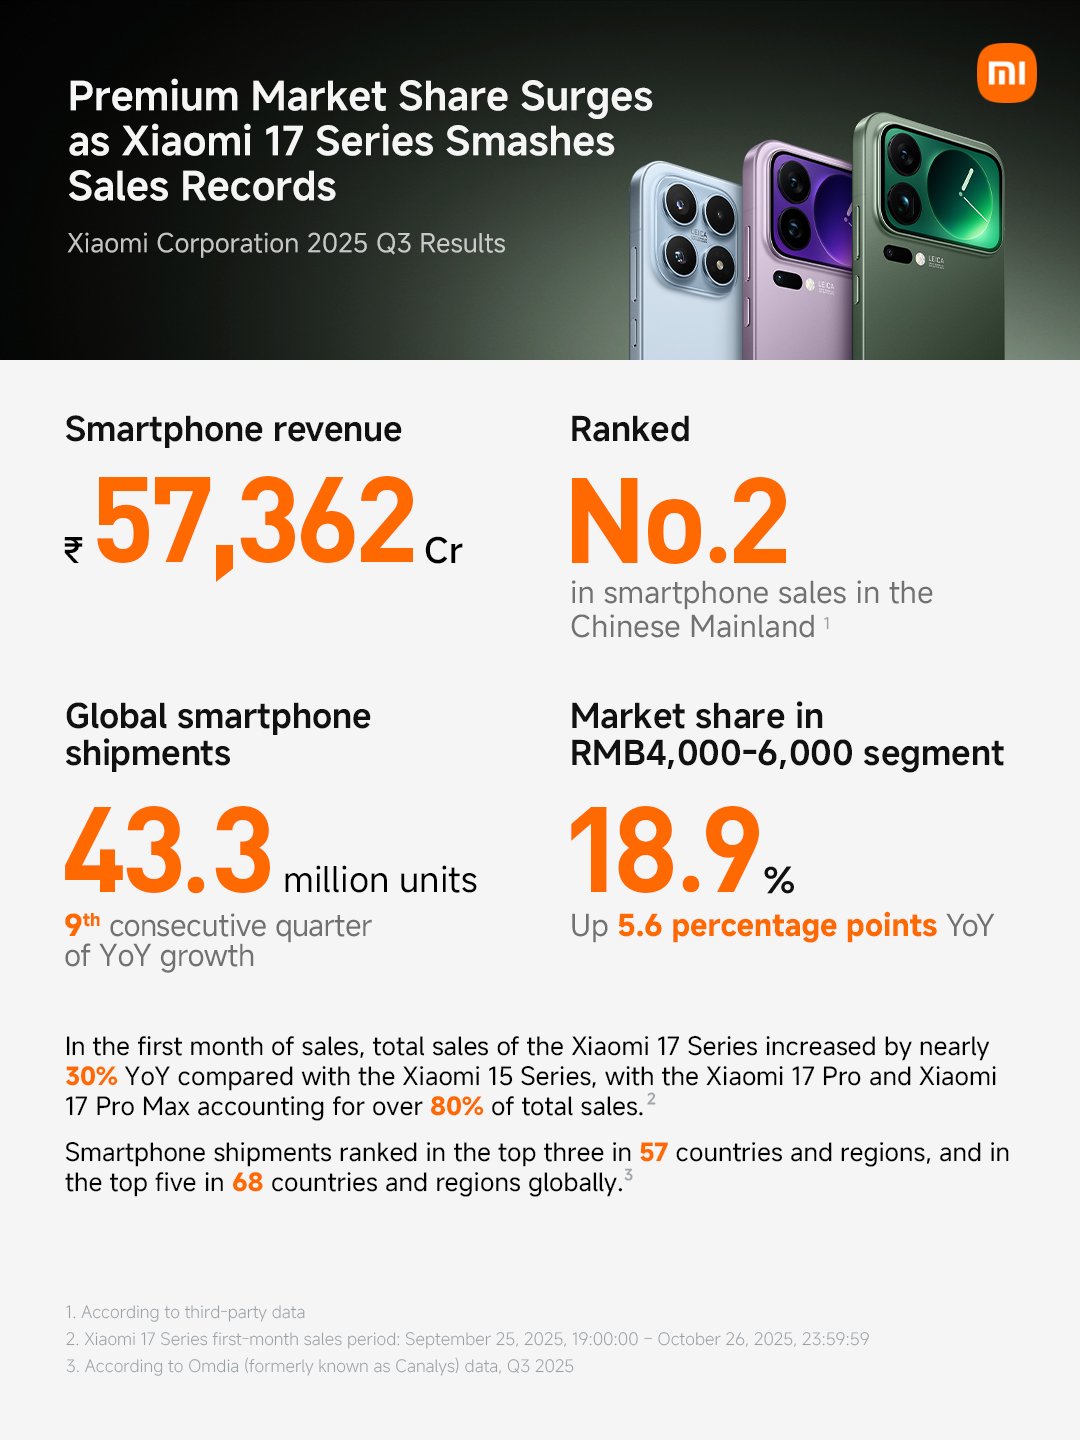 Premium Market Share Surges
as Xiaomi 17 Series Smashes
Sales Records
Xiaomi Corporation 2025 Q3 Results
mi
LEICA
LEICA
LEICA
Smartphone revenue
₹ 57,362 Cr
Ranked
No.2
in smartphone sales in the
Chinese Mainland 1
Global smartphone
shipments
43.3 million units
9th consecutive quarter
of YoY growth
Market share in
RMB4,000-6,000 segment
18.9 %
Up 5.6 percentage points YoY
In the first month of sales, total sales of the Xiaomi 17 Series increased by nearly
30% YoY compared with the Xiaomi 15 Series, with the Xiaomi 17 Pro and Xiaomi
17 Pro Max accounting for over 80% of total sales. 2
Smartphone shipments ranked in the top three in 57 countries and regions, and in
the top five in 68 countries and regions globally. 3
1. According to third-party data
2. Xiaomi 17 Series first-month sales period: September 25, 2025, 19:00:00 – October 26, 2025, 23:59:59
3. According to Omdia (formerly known as Canalys) data, Q3 2025